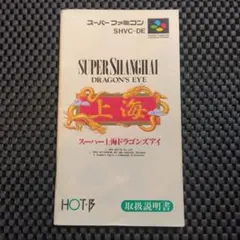 スーパーファミコン
SHVC-DE
SUPER SHANGHAI
DRAGON'S EYE
上海
スーパー上海ドラゴンズアイ
HOT・B
取扱説明書